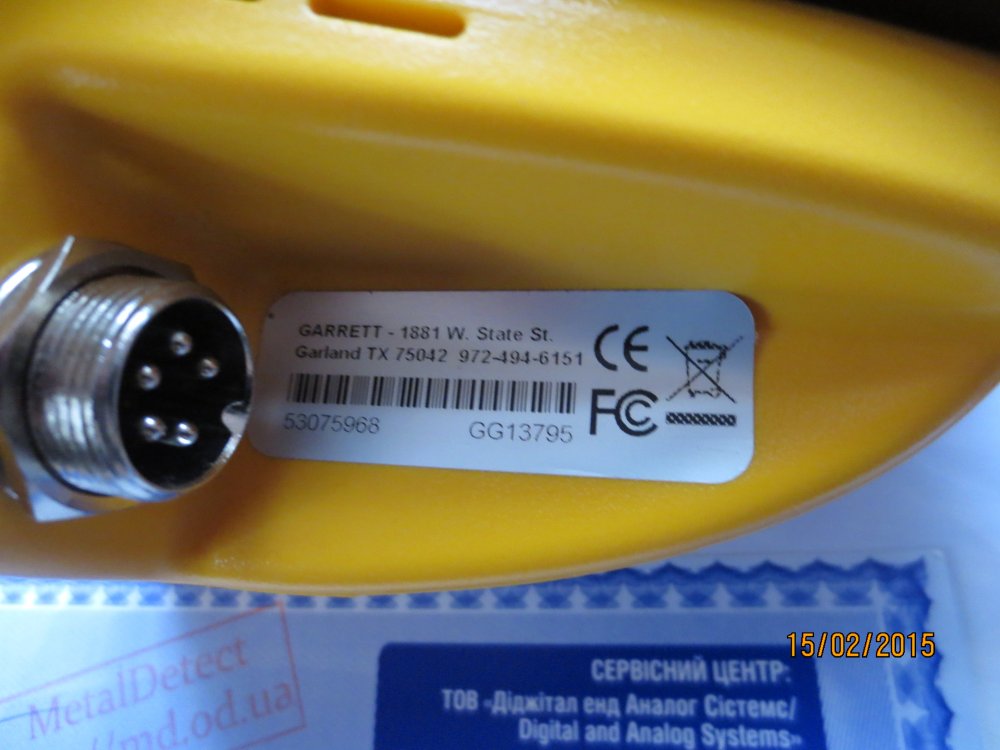 GARRETT - 1881 W. State St.
Garland TX 75042 972-494-6151
CE
53075968 GG13795
FCC
MetalDetect
//md.od.ua
15/02/2015
СЕРВІСНИЙ ЦЕНТР:
ТОВ «Діджітал енд Аналог Сістемс/
Digital and Analog Systems»